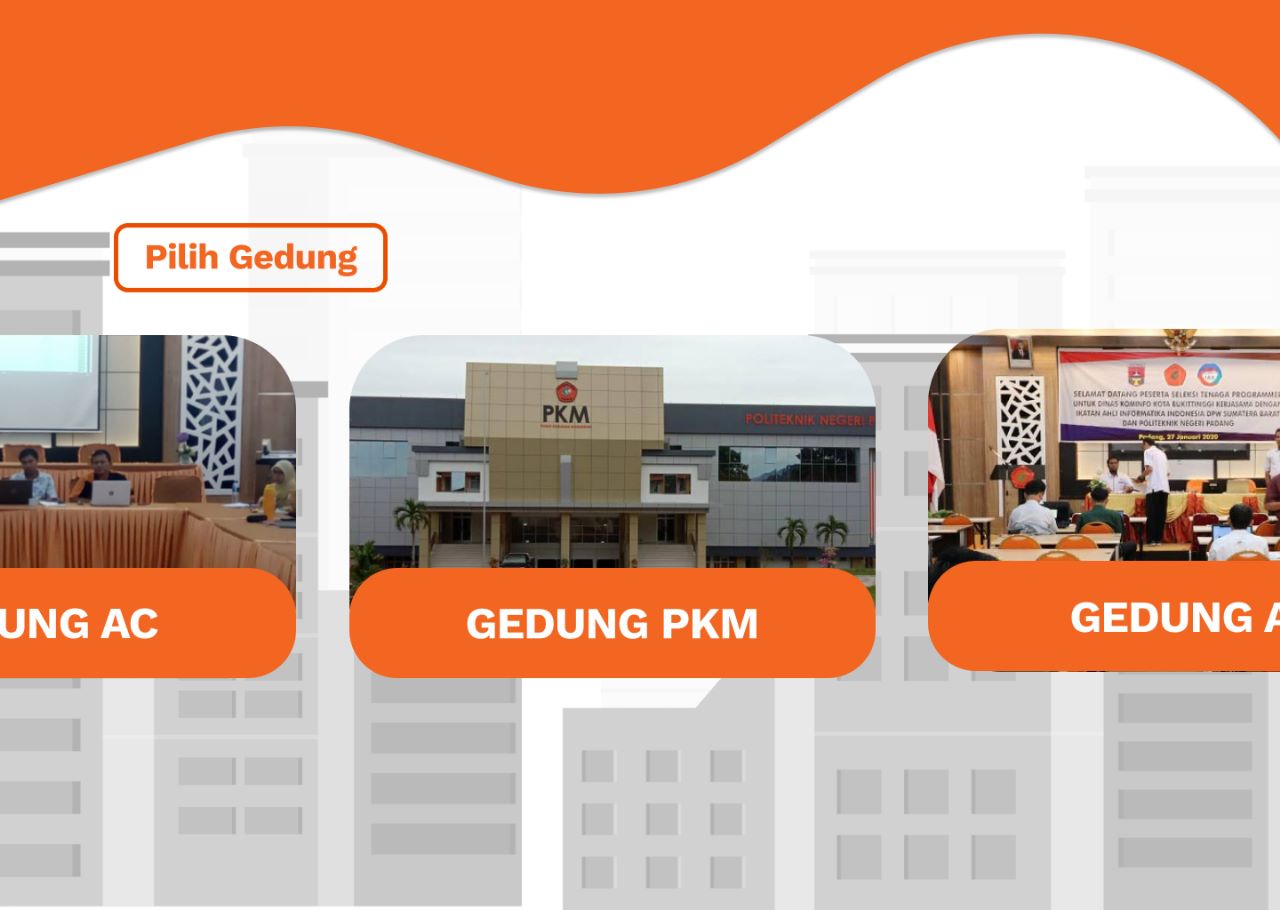 Pilih Gedung
PKM
POLITEKNIK NEGERI P
SELAMAT DATANG PESERTA SELEKSI TENAGA PROGRAMMER
UNTUK DINAS KOMINFO KOTA BUKITTINGGI KERJASAMA DENGAN
IKATAN AHLI INFORMATIKA INDONESIA DPW SUMATERA BARAT
DAN POLITEKNIK NEGERI PADANG
Padang, 27 Januari 2020
UNG AC
GEDUNG PKM
GEDUNG A